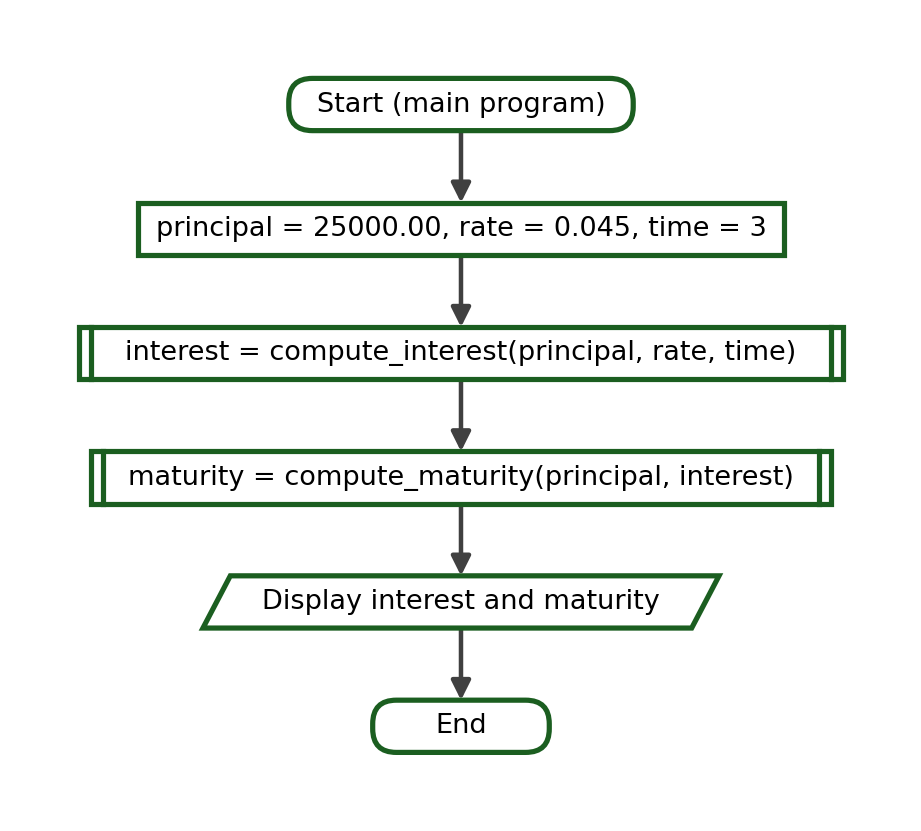 Start (main program)
principal = 25000.00, rate = 0.045, time = 3
interest = compute_interest(principal, rate, time)
maturity = compute_maturity(principal, interest)
Display interest and maturity
End